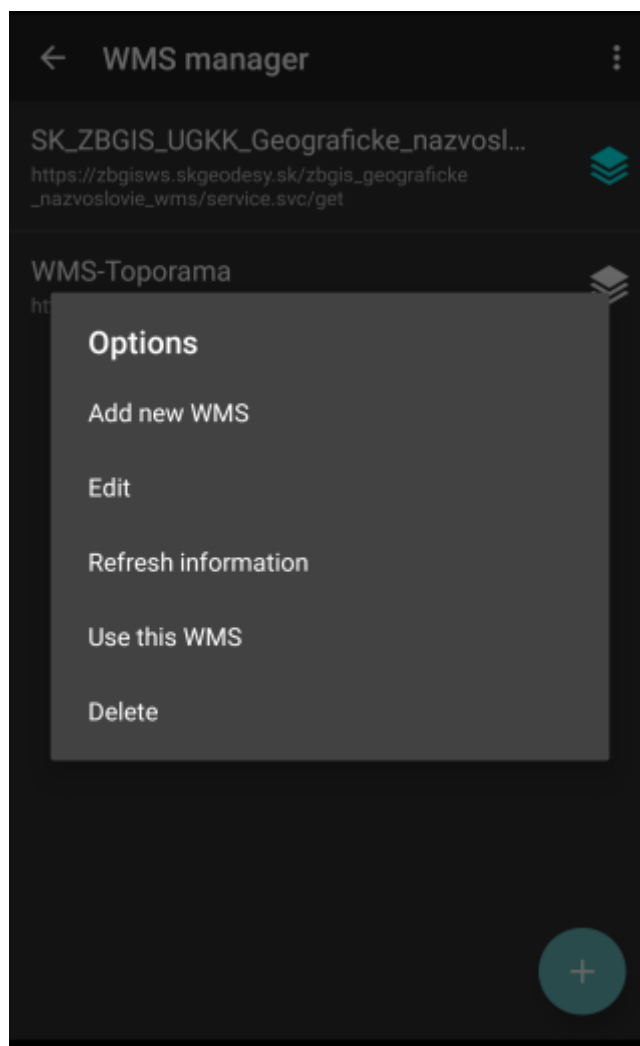 WMS manager
SK_ZBGIS_UGKK_Geograficke_nazvosl...
https://zbgisws.skgeodesy.sk/zbgis_geograficke
_nazvoslovie_wms/service.svc/get
WMS-Toporama
Options
Add new WMS
Edit
Refresh information
Use this WMS
Delete